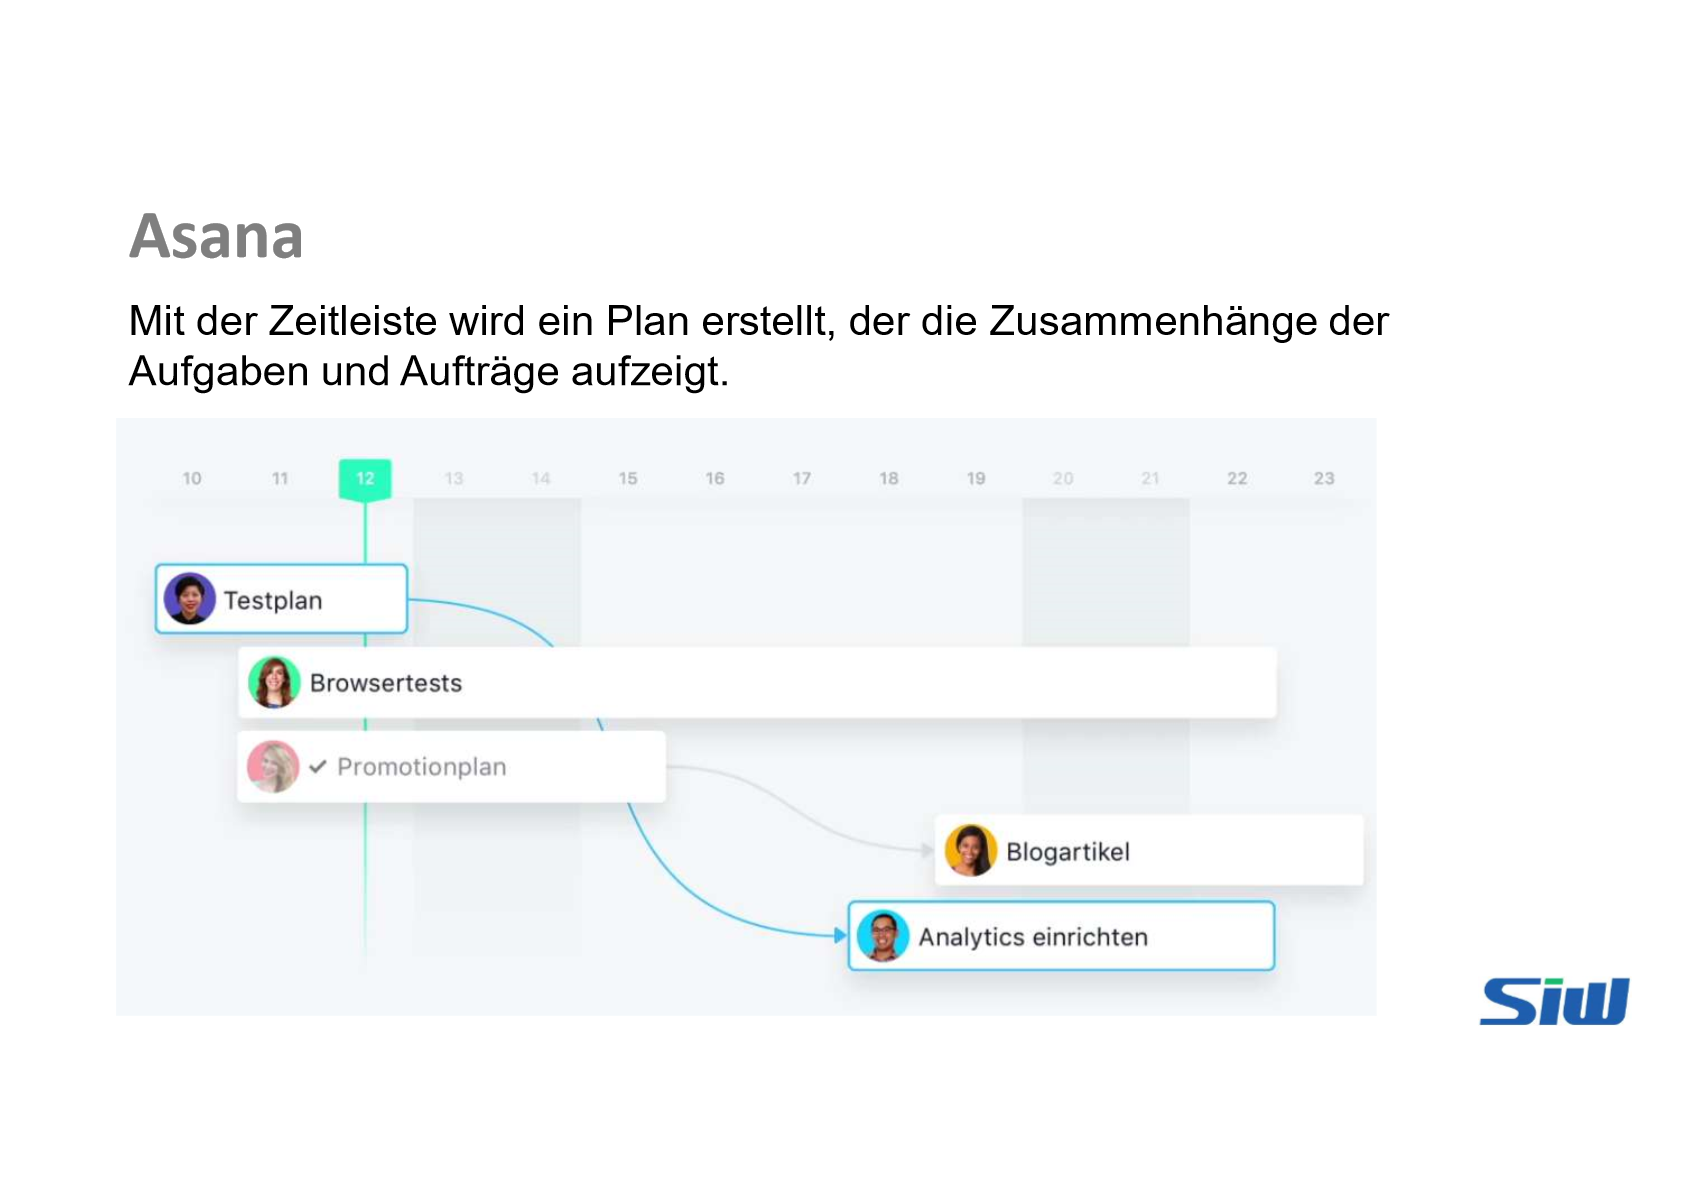 Asana
Mit der Zeitleiste wird ein Plan erstellt, der die Zusammenhänge der
Aufgaben und Aufträge aufzeigt.
10 11 12 13 14 15 16 17 18 19 20 21 22 23
Testplan
Browsertests
✓ Promotionplan
Blogartikel
Analytics einrichten
Siw